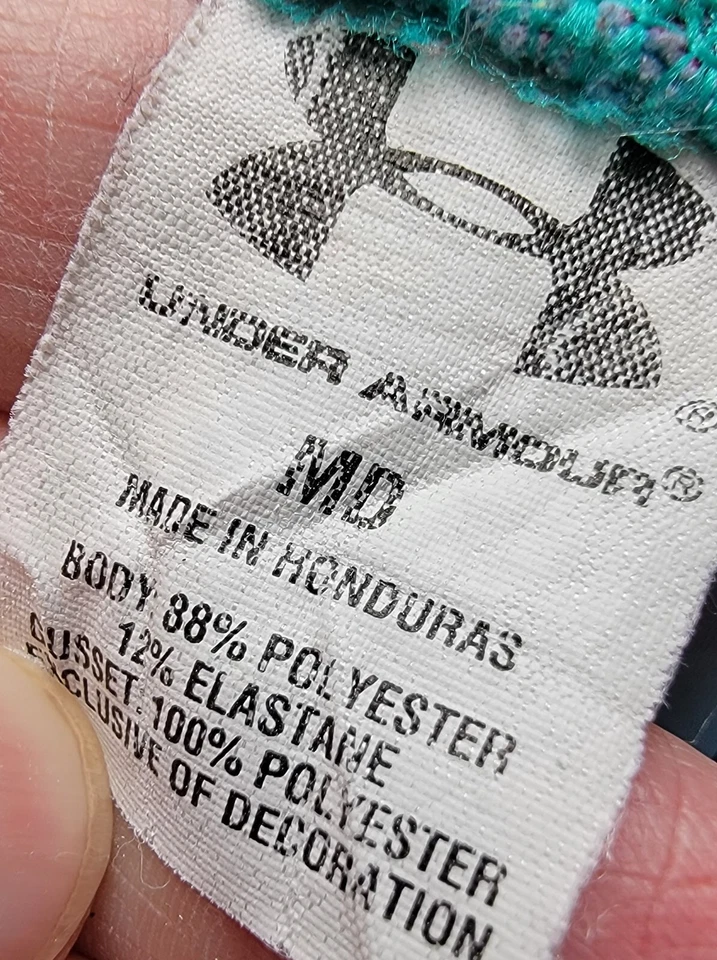 UNDER ARMOUR®
®
MD
MADE IN HONDURAS
BODY 88% POLYESTER
12% ELASTANE
GUSSET: 100% POLYESTER
EXCLUSIVE OF DECORATION